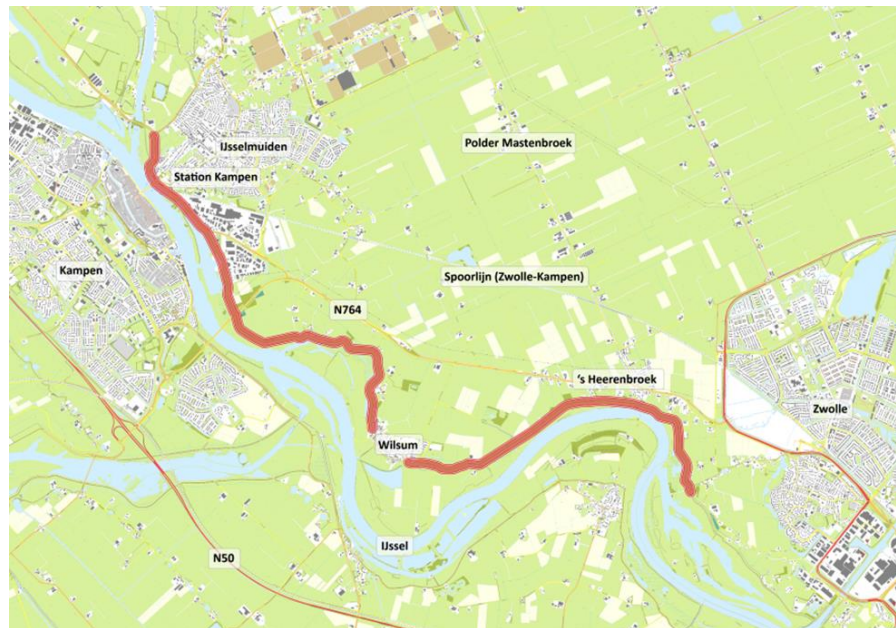 IJsselmuiden
Polder Mastenbroek
Station Kampen
Kampen
Spoorlijn (Zwolle-Kampen)
N764
's Heerenbroek
Zwolle
Wilsum
IJssel
N50